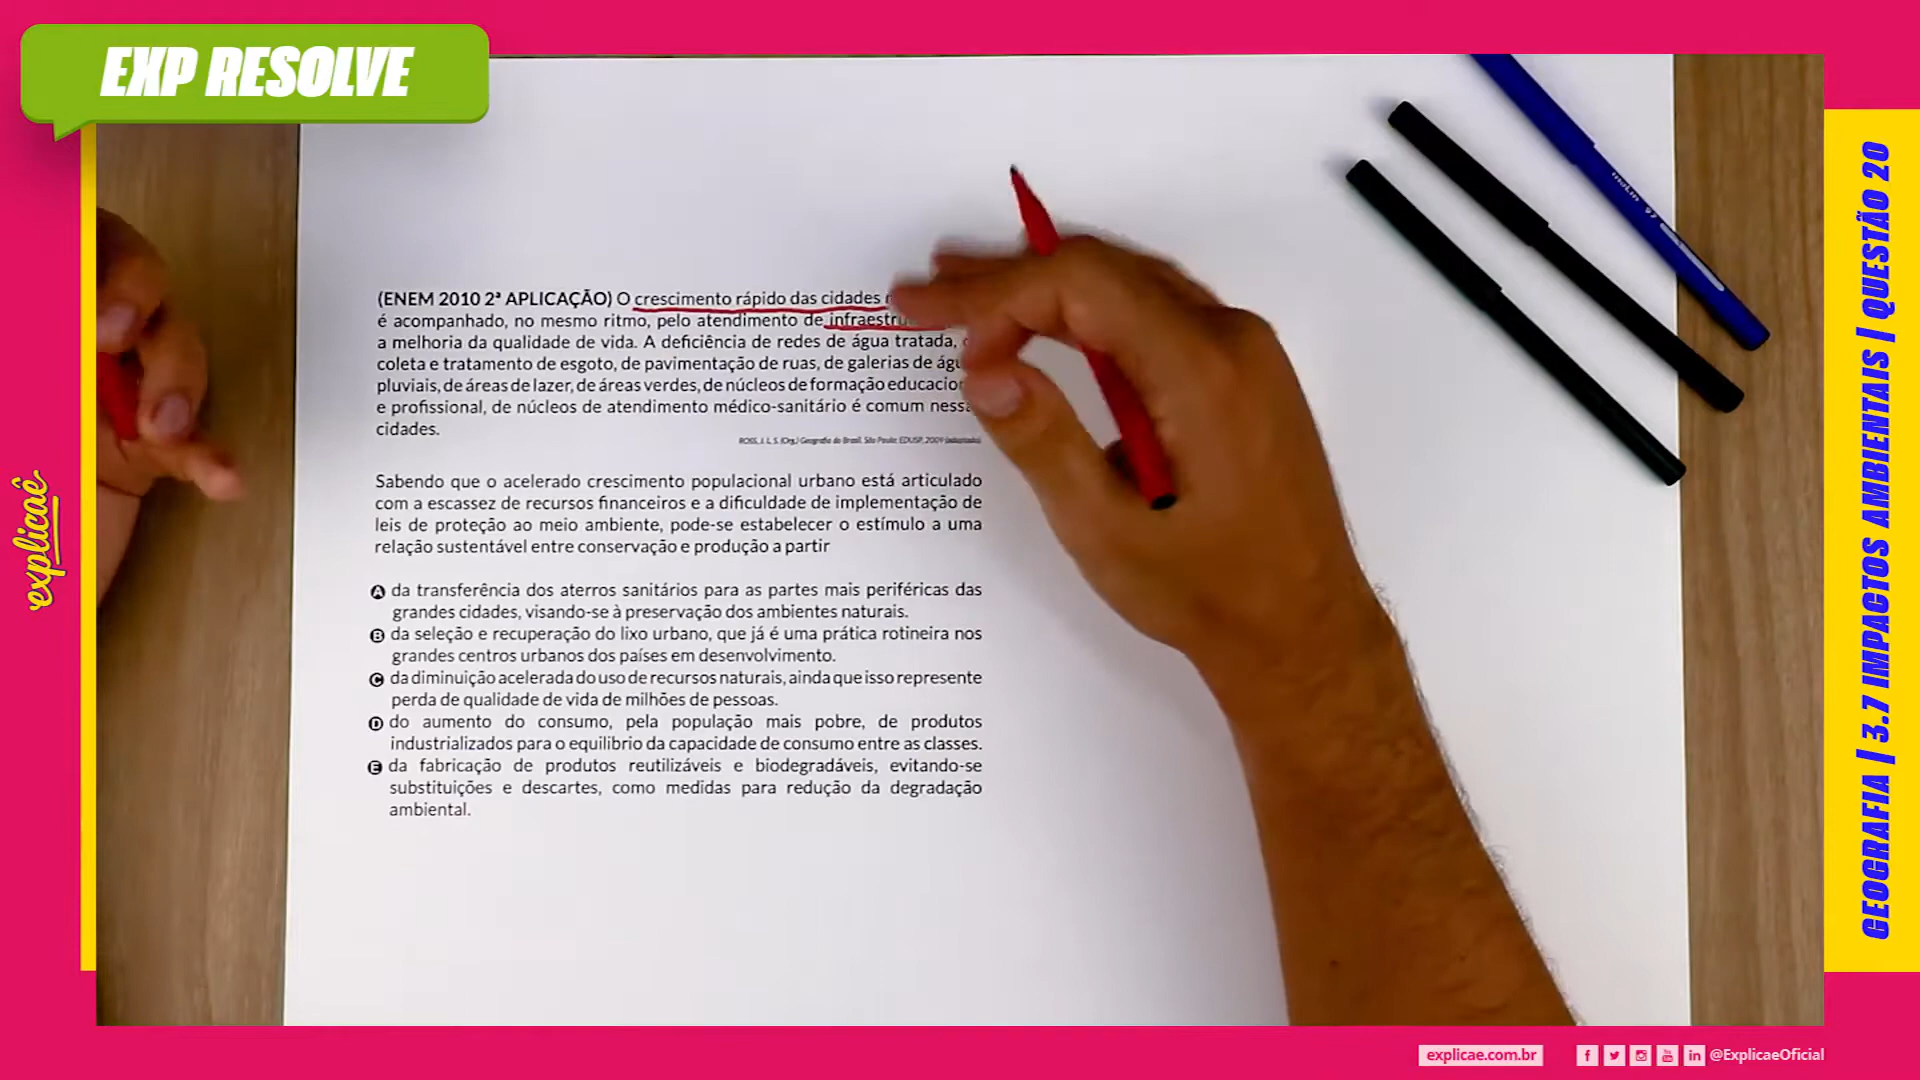 EXP RESOLVE
(ENEM 2010 2ª APLICAÇÃO) O crescimento rápido das cidades
é acompanhado, no mesmo ritmo, pelo atendimento de
a melhoria da qualidade de vida. A deficiência de redes de água tratada,
coleta e tratamento de esgoto, de pavimentação de ruas, de galerias de
pluviais, de áreas de lazer, de áreas verdes, de núcleos de formação
e profissional, de núcleos de atendimento médico-sanitário é comum
cidades.
ROSS, J. L. S. (Org.) Geografia do Brasil. São Paulo: EDUSP, 2009 (adaptado).
Sabendo que o acelerado crescimento populacional urbano está articulado
com a escassez de recursos financeiros e a dificuldade de implementação de
leis de proteção ao meio ambiente, pode-se estabelecer o estímulo a uma
relação sustentável entre conservação e produção a partir
A da transferência dos aterros sanitários para as partes mais periféricas das
grandes cidades, visando-se à preservação dos ambientes naturais.
B da seleção e recuperação do lixo urbano, que já é uma prática rotineira nos
grandes centros urbanos dos países em desenvolvimento.
C da diminuição acelerada do uso de recursos naturais, ainda que isso represente
perda de qualidade de vida de milhões de pessoas.
D do aumento do consumo, pela população mais pobre, de produtos
industrializados para o equilíbrio da capacidade de consumo entre as classes.
E da fabricação de produtos reutilizáveis e biodegradáveis, evitando-se
substituições e descartes, como medidas para redução da degradação
ambiental.
explicaê
GEOGRAFIA | 3.7 IMPACTOS AMBIENTAIS | QUESTÃO 20
explicae.com.br
@ExplicaeOficial